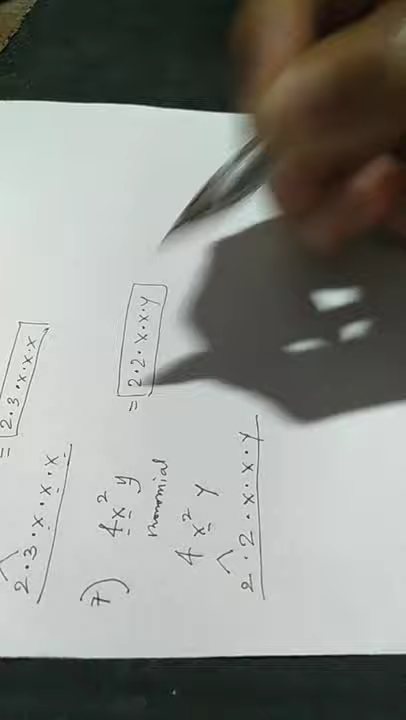 2·3·x·x·x = 2·3·x·x·x
7) 4x² y = 2·2·x·x·y
monomial
4 x² y
2·2·x·x·y